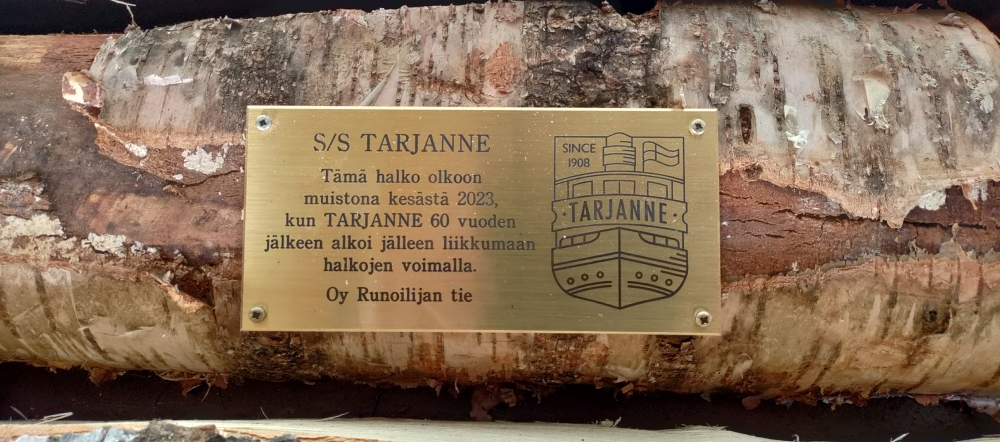 S/S TARJANNE
Tämä halko olkoon
muistona kesästä 2023,
kun TARJANNE 60 vuoden
jälkeen alkoi jälleen liikkumaan
halkojen voimalla.
Oy Runoilijan tie
SINCE
1908
TARJANNE